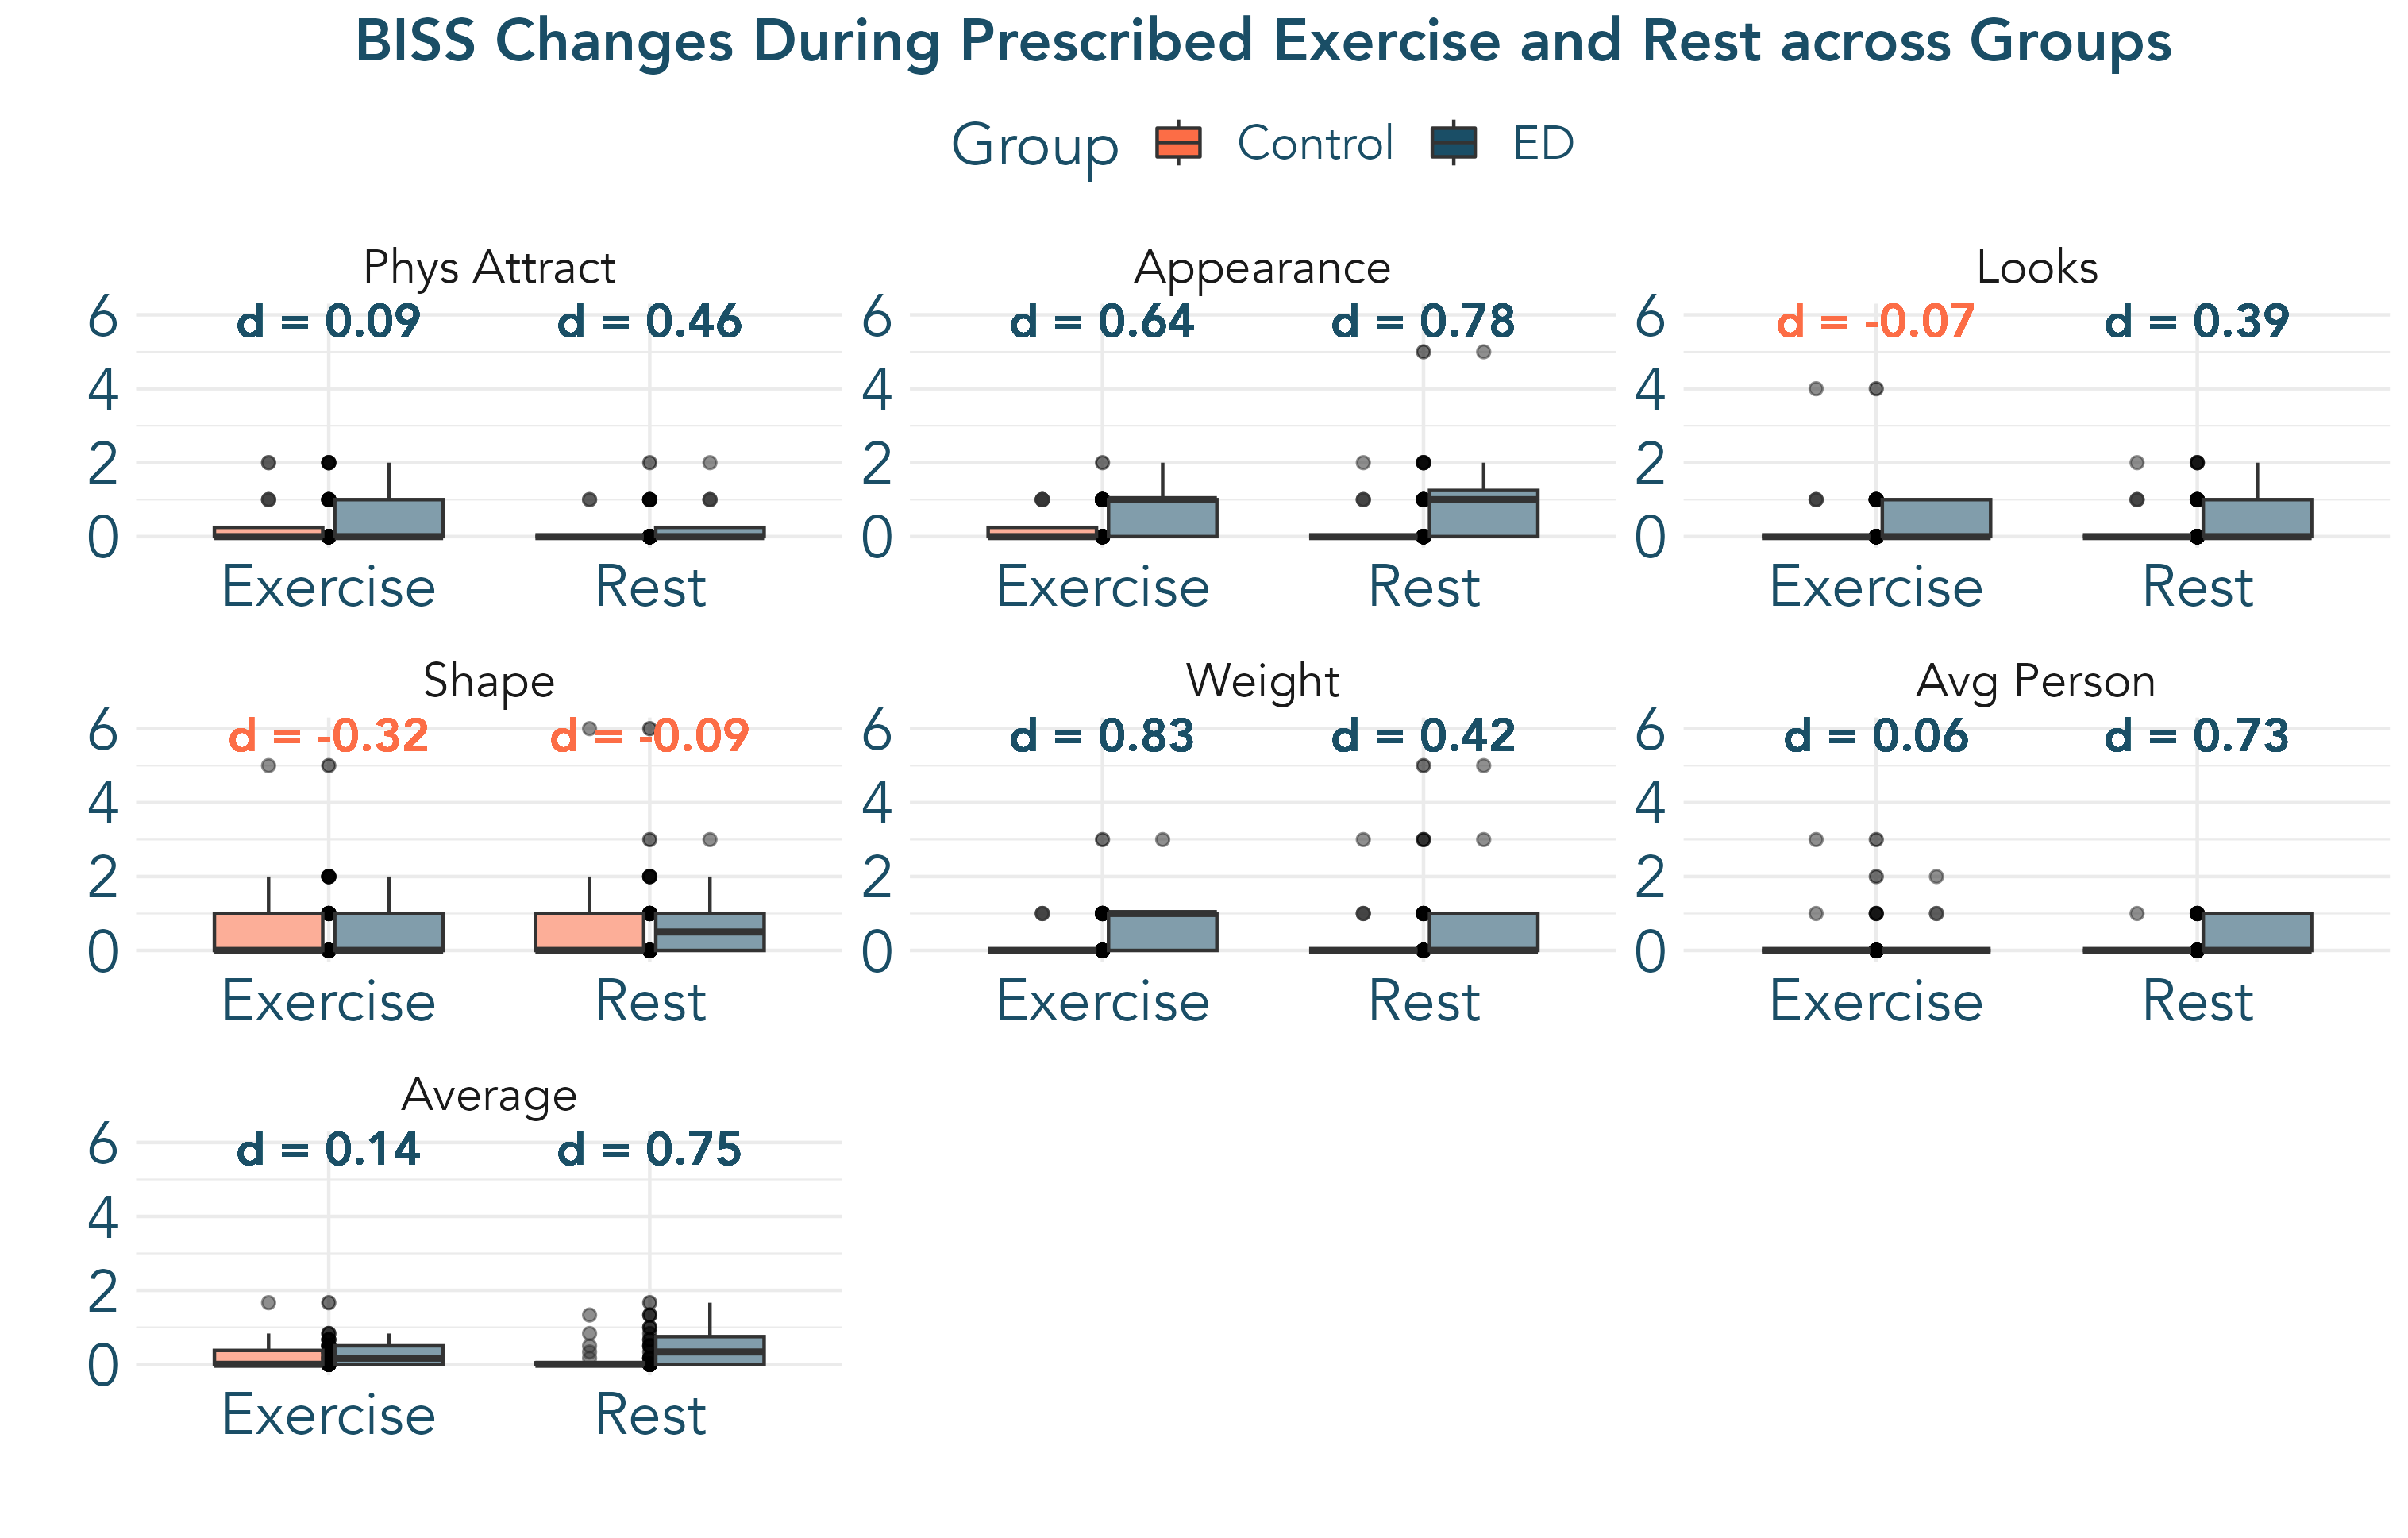 BISS Changes During Prescribed Exercise and Rest across Groups
Group Control ED
Phys Attract Appearance Looks
6 d = 0.09 d = 0.46 6 d = 0.64 d = 0.78 6 d = -0.07 d = 0.39
4 4 4
2 2 2
0 0 0
Exercise Rest Exercise Rest Exercise Rest
Shape Weight Avg Person
6 d = -0.32 d = -0.09 6 d = 0.83 d = 0.42 6 d = 0.06 d = 0.73
4 4 4
2 2 2
0 0 0
Exercise Rest Exercise Rest Exercise Rest
Average
6 d = 0.14 d = 0.75
4
2
0
Exercise Rest